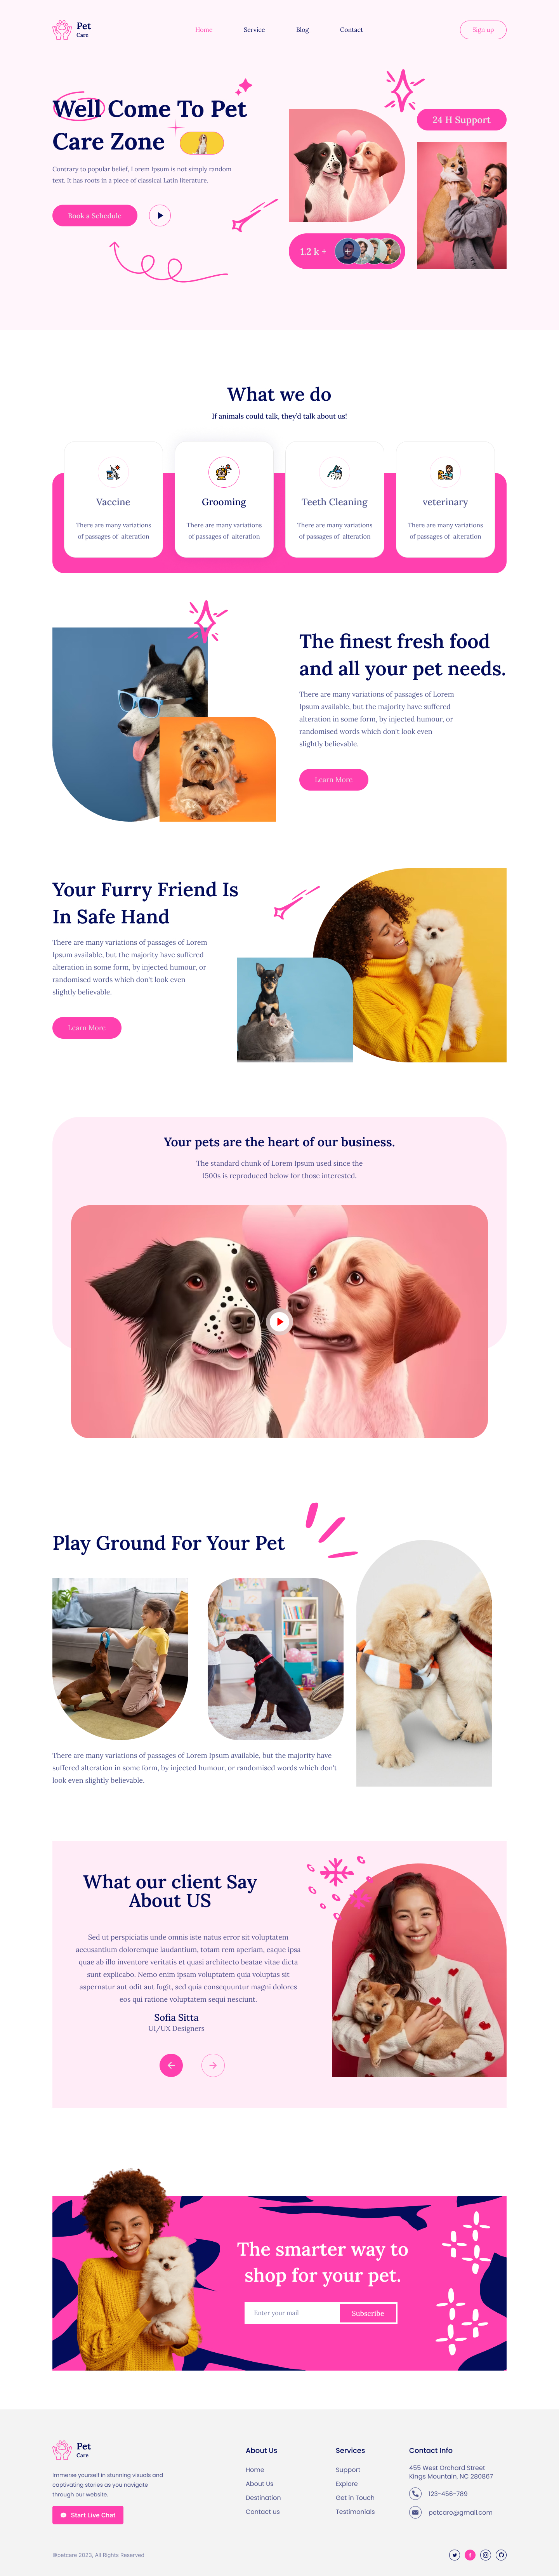 Pet
Care
Home
Service
Blog
Contact
Sign up
Well Come To Pet
Care Zone
Contrary to popular belief, Lorem Ipsum is not simply random
text. It has roots in a piece of classical Latin literature.
Book a Schedule
24 H Support
1.2 k +
What we do
If animals could talk, they'd talk about us!
Vaccine
There are many variations
of passages of alteration
Grooming
There are many variations
of passages of alteration
Teeth Cleaning
There are many variations
of passages of alteration
veterinary
There are many variations
of passages of alteration
The finest fresh food
and all your pet needs.
There are many variations of passages of Lorem
Ipsum available, but the majority have suffered
alteration in some form, by injected humour, or
randomised words which don't look even
slightly believable.
Learn More
Your Furry Friend Is
In Safe Hand
There are many variations of passages of Lorem
Ipsum available, but the majority have suffered
alteration in some form, by injected humour, or
randomised words which don't look even
slightly believable.
Learn More
Your pets are the heart of our business.
The standard chunk of Lorem Ipsum used since the
1500s is reproduced below for those interested.
Play Ground For Your Pet
There are many variations of passages of Lorem Ipsum available, but the majority have
suffered alteration in some form, by injected humour, or randomised words which don't
look even slightly believable.
What our client Say
About US
Sed ut perspiciatis unde omnis iste natus error sit voluptatem
accusantium doloremque laudantium, totam rem aperiam, eaque ipsa
quae ab illo inventore veritatis et quasi architecto beatae vitae dicta
sunt explicabo. Nemo enim ipsam voluptatem quia voluptas sit
aspernatur aut odit aut fugit, sed quia consequuntur magni dolores
eos qui ratione voluptatem sequi nesciunt.
Sofia Sitta
UI/UX Designers
The smarter way to
shop for your pet.
Enter your mail
Subscribe
Pet
Care
Immerse yourself in stunning visuals and
captivating stories as you navigate
through our website.
Start Live Chat
About Us
Home
About Us
Destination
Contact us
Services
Support
Explore
Get in Touch
Testimonials
Contact Info
455 West Orchard Street
Kings Mountain, NC 280867
123-456-789
petcare@gmail.com
©petcare 2023, All Rights Reserved